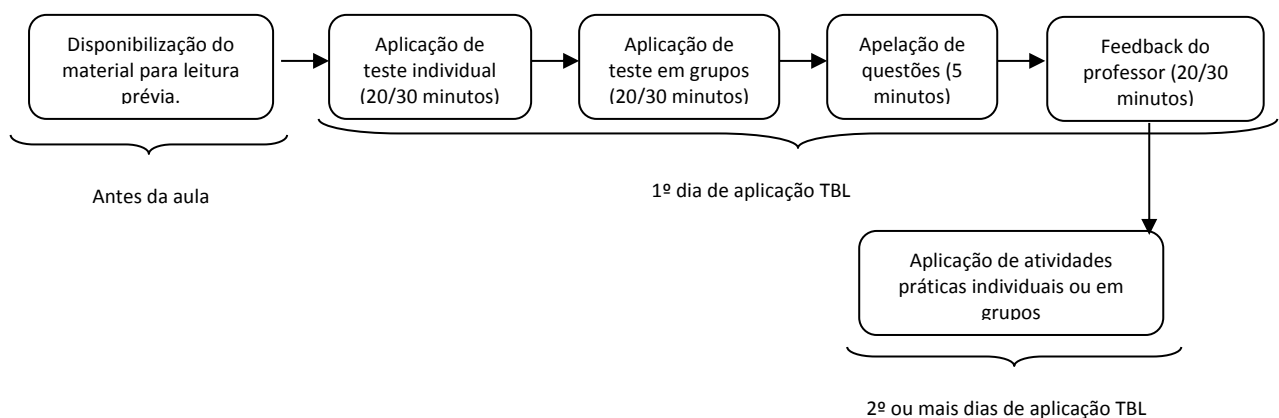 Disponibilização do
material para leitura
prévia.
Aplicação de
teste individual
(20/30 minutos)
Aplicação de
teste em grupos
(20/30 minutos)
Apelação de
questões (5
minutos)
Feedback do
professor (20/30
minutos)
Antes da aula
1º dia de aplicação TBL
Aplicação de atividades
práticas individuais ou em
grupos
2º ou mais dias de aplicação TBL